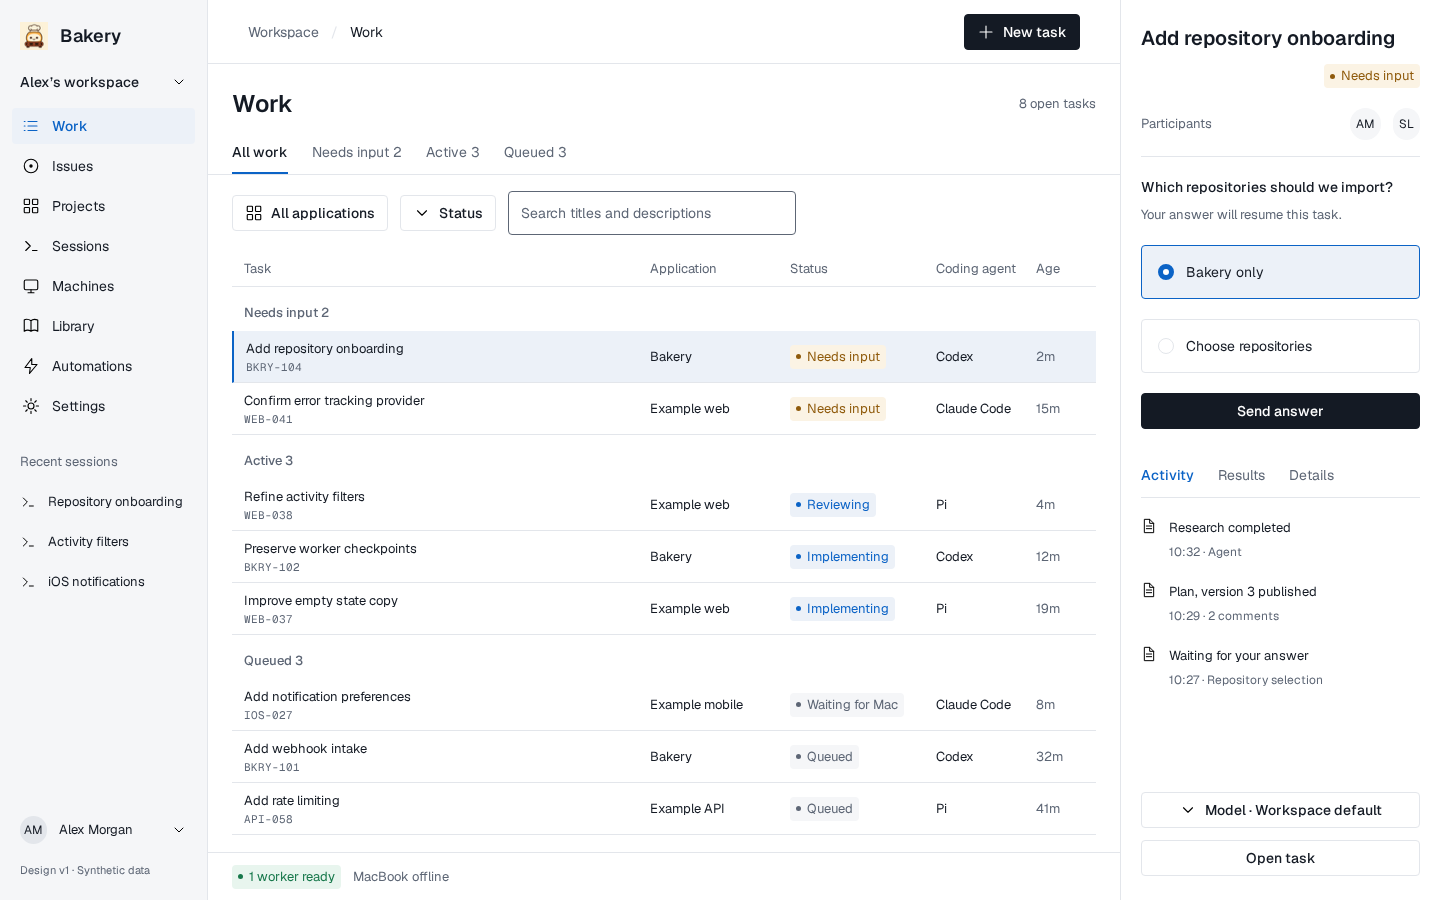 Bakery
Alex's workspace
Work
Issues
Projects
Sessions
Machines
Library
Automations
Settings
Recent sessions
Repository onboarding
Activity filters
iOS notifications
AM Alex Morgan
Design v1 · Synthetic data
Workspace / Work
New task
Work
8 open tasks
All work Needs input 2 Active 3 Queued 3
All applications Status Search titles and descriptions
Task Application Status Coding agent Age
Needs input 2
Add repository onboarding
BKRY-104
Bakery Needs input Codex 2m
Confirm error tracking provider
WEB-041
Example web Needs input Claude Code 15m
Active 3
Refine activity filters
WEB-038
Example web Reviewing Pi 4m
Preserve worker checkpoints
BKRY-102
Bakery Implementing Codex 12m
Improve empty state copy
WEB-037
Example web Implementing Pi 19m
Queued 3
Add notification preferences
IOS-027
Example mobile Waiting for Mac Claude Code 8m
Add webhook intake
BKRY-101
Bakery Queued Codex 32m
Add rate limiting
API-058
Example API Queued Pi 41m
1 worker ready MacBook offline
Add repository onboarding
Needs input
Participants AM SL
Which repositories should we import?
Your answer will resume this task.
Bakery only
Choose repositories
Send answer
Activity Results Details
Research completed
10:32 · Agent
Plan, version 3 published
10:29 · 2 comments
Waiting for your answer
10:27 · Repository selection
Model · Workspace default
Open task